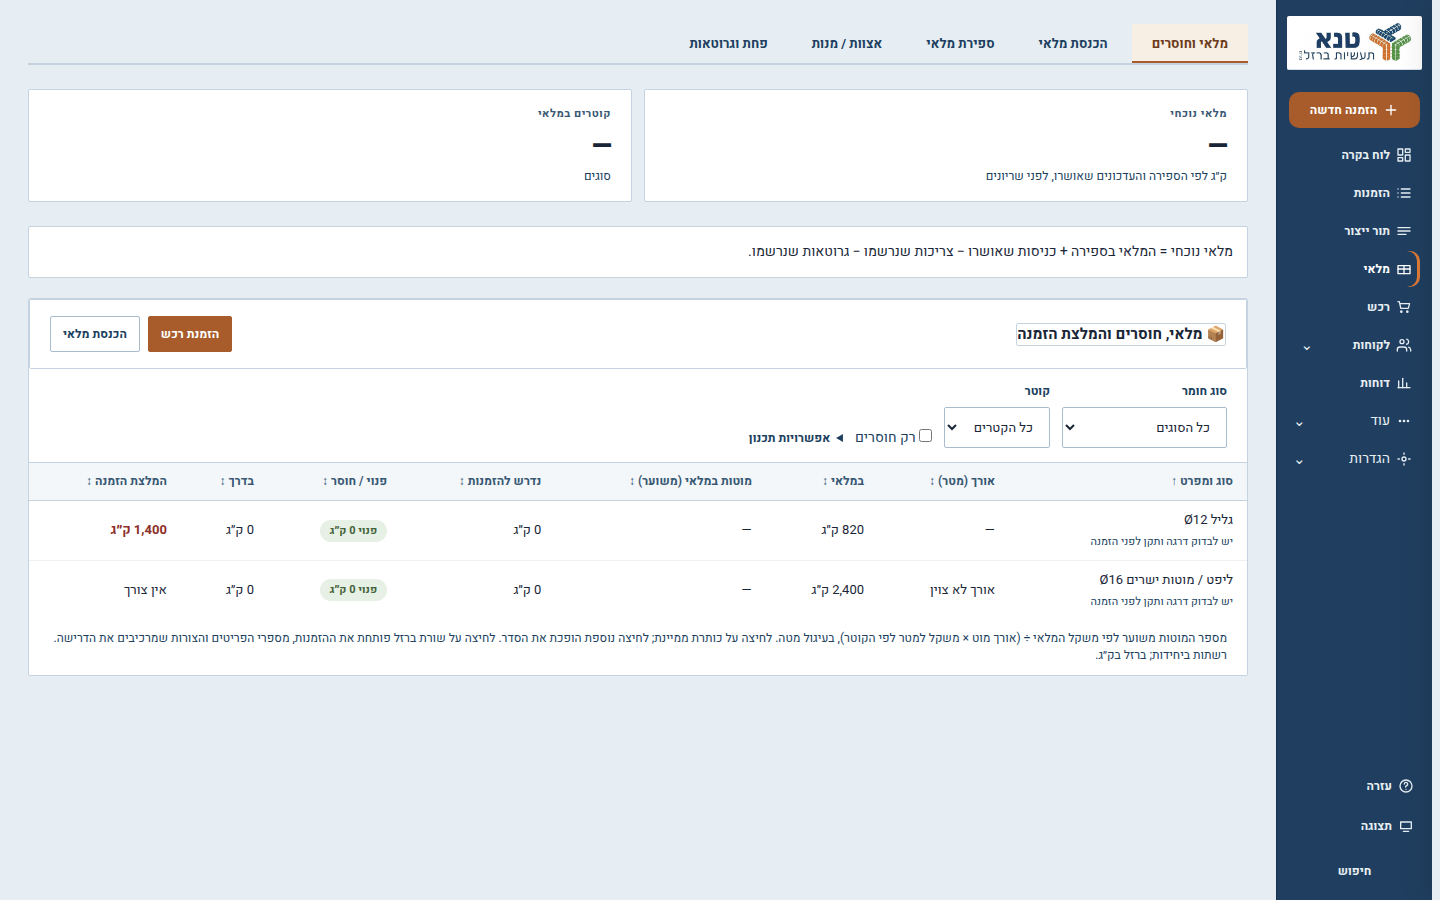 טנא
תעשיות ברזל
הזמנה חדשה
לוח בקרה
הזמנות
תור ייצור
מלאי
רכש
לקוחות
דוחות
עוד
הגדרות
עזרה
תצוגה
חיפוש
מלאי וחוסרים
הכנסת מלאי
ספירת מלאי
אצוות / מנות
פחת וגרוטאות
מלאי נוכחי
—
ק״ג לפי הספירה והעדכונים שאושרו, לפני שריונים
קוטרים במלאי
—
סוגים
מלאי נוכחי = המלאי בספירה + כניסות שאושרו − צריכות שנרשמו − גרוטאות שנרשמו.
📦 מלאי, חוסרים והמלצת הזמנה
הזמנת רכש
הכנסת מלאי
סוג חומר
קוטר
כל הסוגים
כל הקטרים
רק חוסרים
אפשרויות תכנון
סוג ומפרט ↑ אורך (מטר) ↕ במלאי ↕ מוטות במלאי (משוער) ↕ נדרש להזמנות ↕ פנוי / חוסר ↕ בדרך ↕ המלצת הזמנה ↕
גליל Ø12 — 820 ק״ג — 0 ק״ג פנוי 0 ק״ג 0 ק״ג 1,400 ק״ג
יש לבדוק דרגה ותקן לפני הזמנה
ליפט / מוטות ישרים Ø16 אורך לא צוין 2,400 ק״ג — 0 ק״ג פנוי 0 ק״ג 0 ק״ג אין צורך
יש לבדוק דרגה ותקן לפני הזמנה
מספר המוטות משוער לפי משקל המלאי ÷ (אורך מוט × משקל למטר לפי הקוטר), בעיגול מטה. לחיצה על כותרת ממיינת; לחיצה נוספת הופכת את הסדר. לחיצה על שורת ברזל פותחת את ההזמנות, מספרי הפריטים והצורות שמרכיבים את הדרישה.
רשתות ביחידות; ברזל בק״ג.